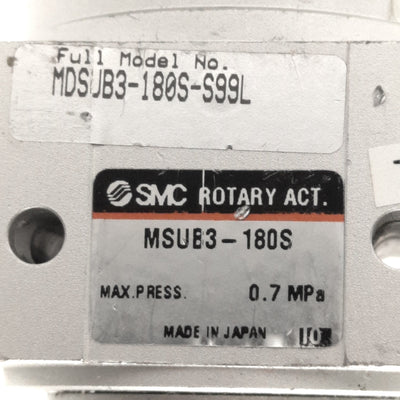 Full Model No.
MDSUB3-180S-S99L
SMC ROTARY ACT.
MSUB3-180S
MAX.PRESS. 0.7 MPa
MADE IN JAPAN